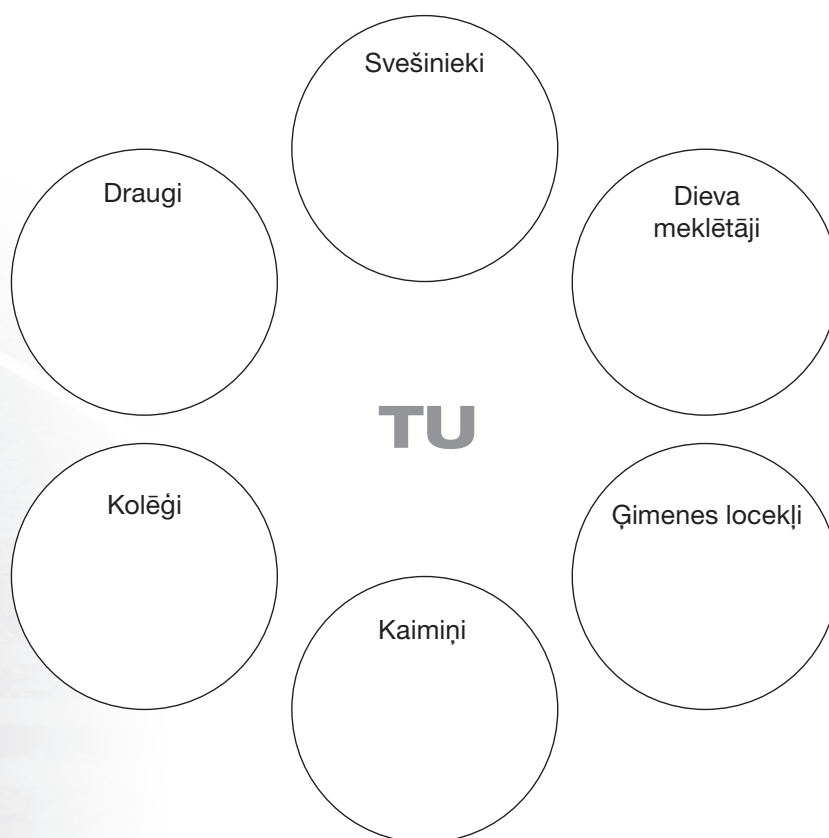 Svešinieki
Draugi
Dieva
meklētāji
TU
Kolēģi
Ģimenes locekļi
Kaimiņi